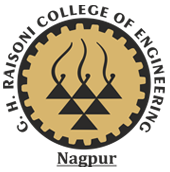 G. H. RAISONI COLLEGE OF ENGINEERING
Nagpur